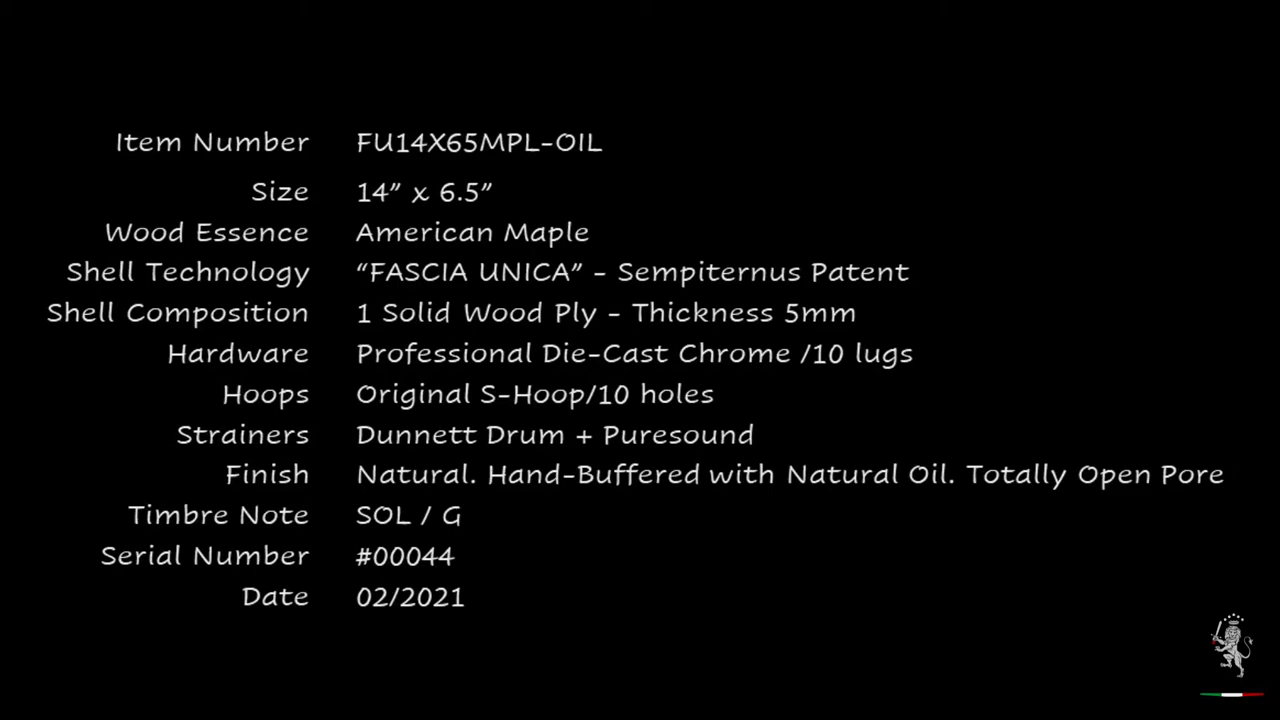 Item Number FU14X65MPL-OIL
Size 14” x 6.5”
Wood Essence American Maple
Shell Technology “FASCIA UNICA” - Sempiternus Patent
Shell Composition 1 Solid Wood Ply - Thickness 5mm
Hardware Professional Die-Cast Chrome /10 lugs
Hoops Original S-Hoop/10 holes
Strainers Dunnett Drum + Puresound
Finish Natural. Hand-Buffered with Natural Oil. Totally Open Pore
Timbre Note SOL / G
Serial Number #00044
Date 02/2021